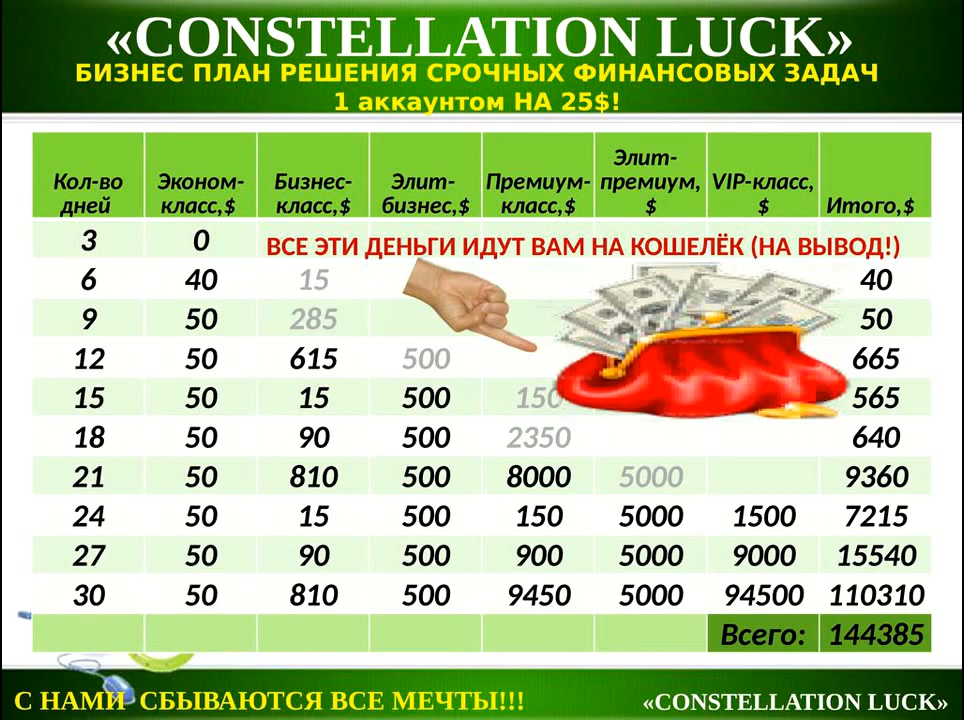 «CONSTELLATION LUCK»
БИЗНЕС ПЛАН РЕШЕНИЯ СРОЧНЫХ ФИНАНСОВЫХ ЗАДАЧ
1 аккаунтом НА 25$!
Кол-во дней Эконом-класс,$ Бизнес-класс,$ Элит-бизнес,$ Премиум-класс,$ Элит-премиум,$ VIP-класс,$ Итого,$
3 0
ВСЕ ЭТИ ДЕНЬГИ ИДУТ ВАМ НА КОШЕЛЁК (НА ВЫВОД!)
6 40 15 40
9 50 285 50
12 50 615 500 665
15 50 15 500 150 565
18 50 90 500 2350 640
21 50 810 500 8000 5000 9360
24 50 15 500 150 5000 1500 7215
27 50 90 500 900 5000 9000 15540
30 50 810 500 9450 5000 94500 110310
Всего: 144385
С НАМИ СБЫВАЮТСЯ ВСЕ МЕЧТЫ!!! «CONSTELLATION LUCK»